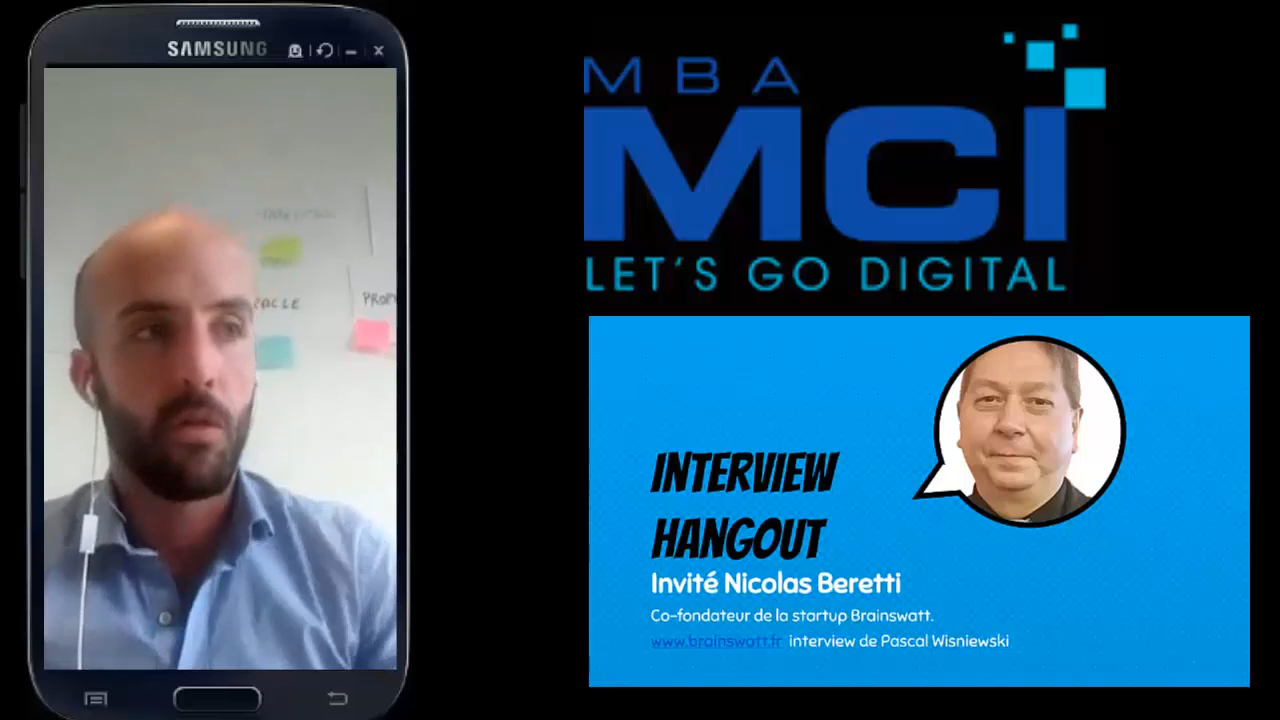 SAMSUNG
MBA
MCI
LET'S GO DIGITAL
INTERVIEW
HANGOUT
Invité Nicolas Beretti
Co-fondateur de la startup Brainswatt.
www.brainswatt.fr interview de Pascal Wisniewski